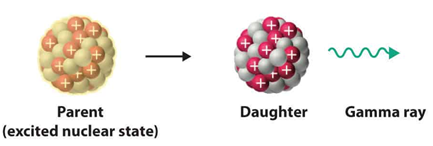 Parent
(excited nuclear state)
Daughter
Gamma ray